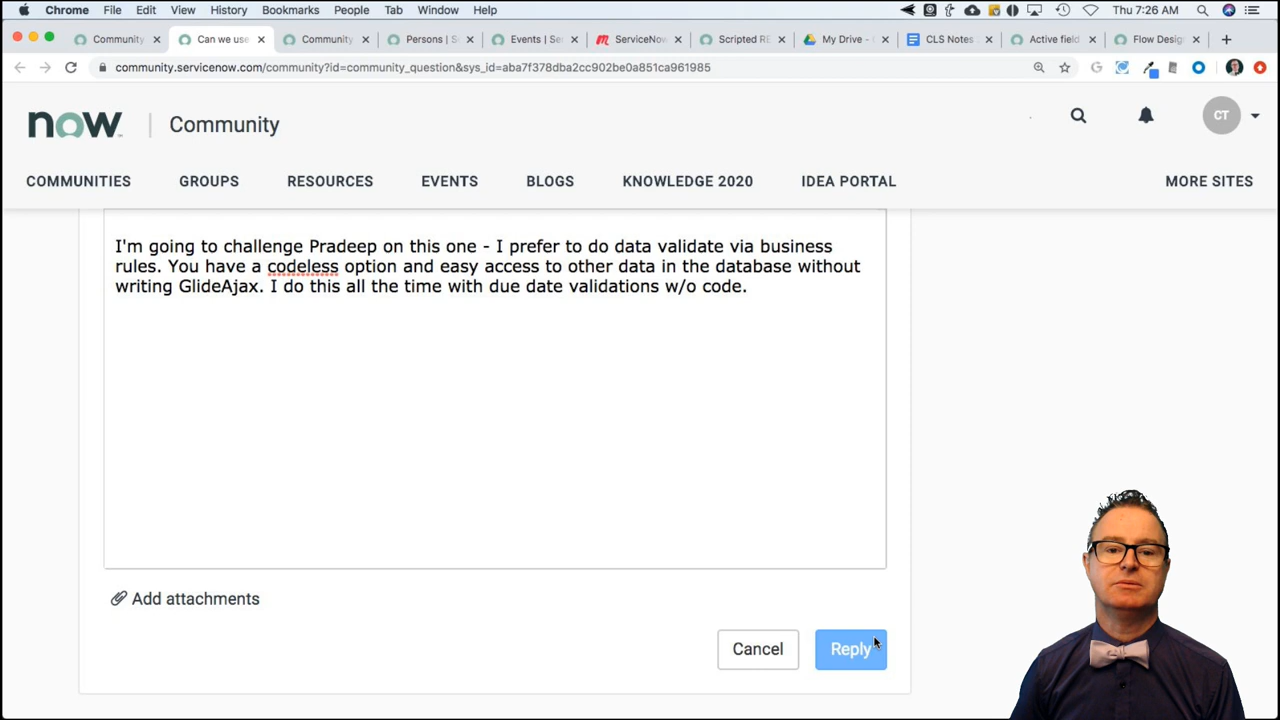 Chrome File Edit View History Bookmarks People Tab Window Help Thu 7:26 AM
Community Can we use Community Persons | S Events | Se ServiceNow Scripted RE My Drive - CLS Notes Active field Flow Desig
community.servicenow.com/community?id=community_question&sys_id=aba7f378dba2cc902be0a851ca961985
now Community CT
COMMUNITIES GROUPS RESOURCES EVENTS BLOGS KNOWLEDGE 2020 IDEA PORTAL MORE SITES
I'm going to challenge Pradeep on this one - I prefer to do data validate via business
rules. You have a codeless option and easy access to other data in the database without
writing GlideAjax. I do this all the time with due date validations w/o code.
Add attachments
Cancel Reply